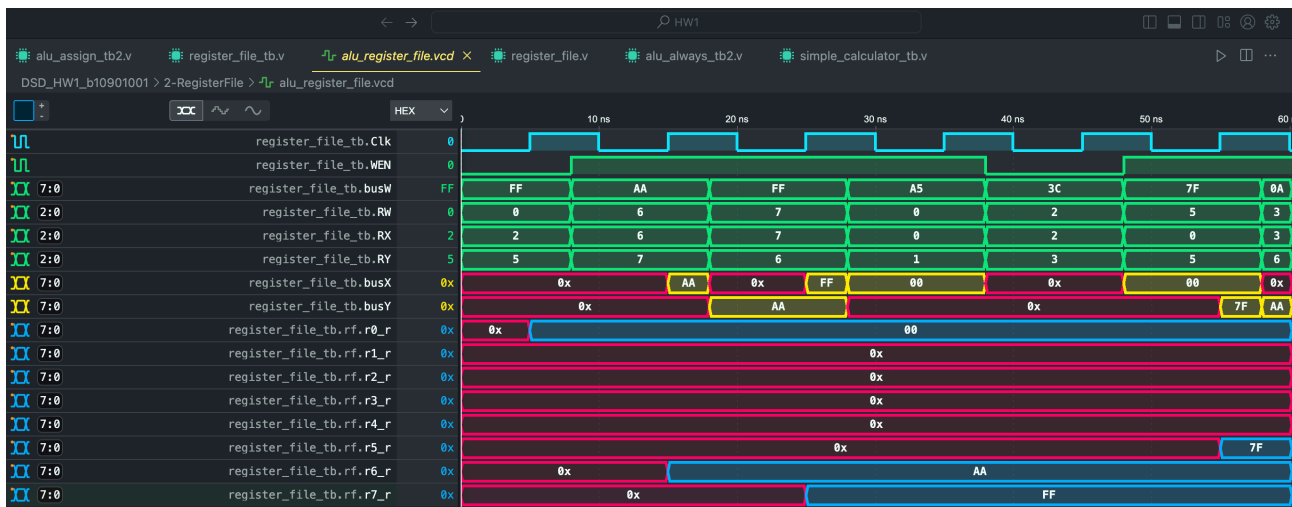 ← → HW1
alu_assign_tb2.v register_file_tb.v alu_register_file.vcd × register_file.v alu_always_tb2.v simple_calculator_tb.v ...
DSD_HW1_b10901001 > 2-RegisterFile > alu_register_file.vcd
+ - HEX 10 ns 20 ns 30 ns 40 ns 50 ns 60
register_file_tb.Clk 0
register_file_tb.WEN 0
7:0 register_file_tb.busW FF FF AA FF A5 3C 7F 0A
2:0 register_file_tb.RW 0 0 6 7 0 2 5 3
2:0 register_file_tb.RX 2 2 6 7 0 2 0 3
2:0 register_file_tb.RY 5 5 7 6 1 3 5 6
7:0 register_file_tb.busX 0x 0x AA 0x FF 00 0x 00 0x
7:0 register_file_tb.busY 0x 0x AA 0x 7F AA
7:0 register_file_tb.rf.r0_r 0x 0x 00
7:0 register_file_tb.rf.r1_r 0x 0x
7:0 register_file_tb.rf.r2_r 0x 0x
7:0 register_file_tb.rf.r3_r 0x 0x
7:0 register_file_tb.rf.r4_r 0x 0x
7:0 register_file_tb.rf.r5_r 0x 0x 7F
7:0 register_file_tb.rf.r6_r 0x 0x AA
7:0 register_file_tb.rf.r7_r 0x 0x FF